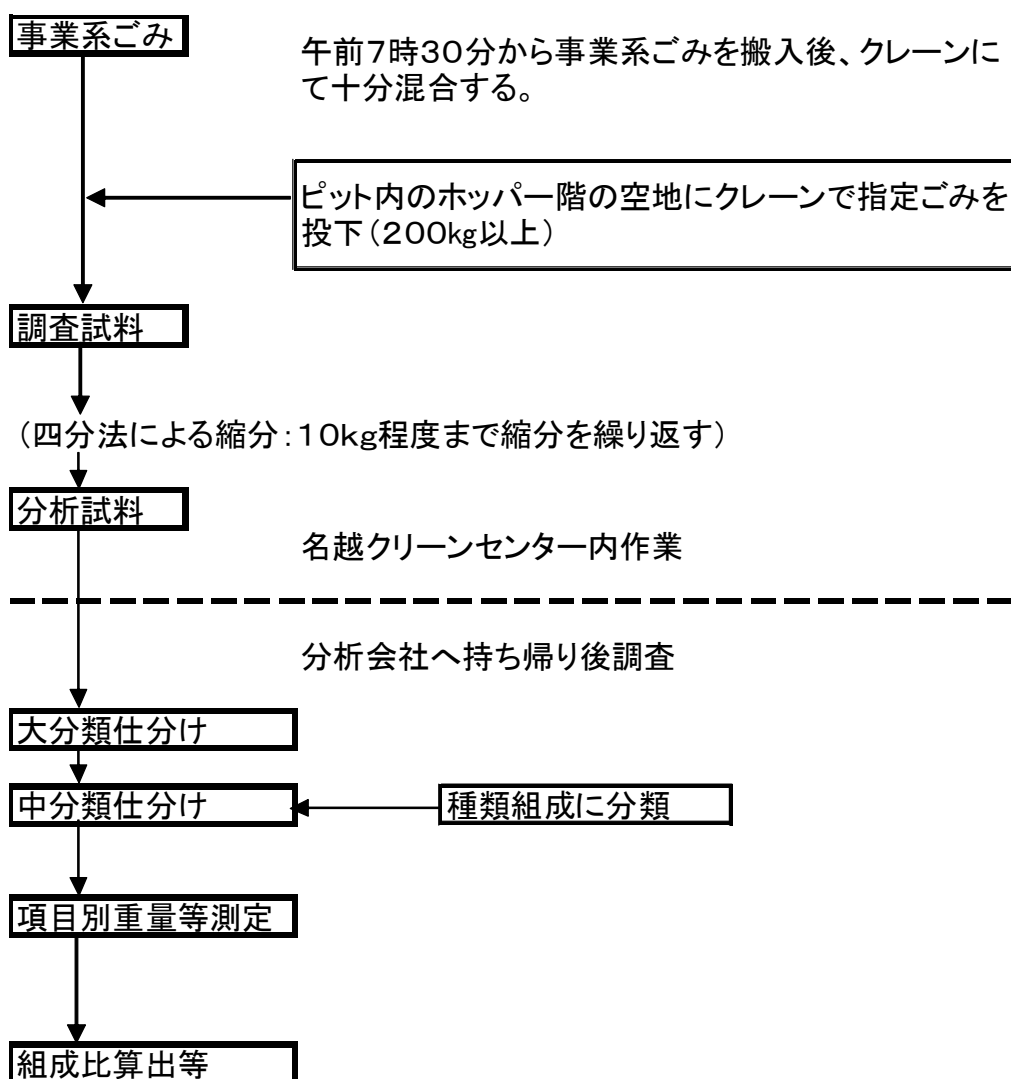 事業系ごみ
午前7時30分から事業系ごみを搬入後、クレーンに
て十分混合する。
ピット内のホッパー階の空地にクレーンで指定ごみを
投下(200㎏以上)
調査試料
(四分法による縮分:10kg程度まで縮分を繰り返す)
分析試料
名越クリーンセンター内作業
分析会社へ持ち帰り後調査
大分類仕分け
中分類仕分け
種類組成に分類
項目別重量等測定
組成比算出等